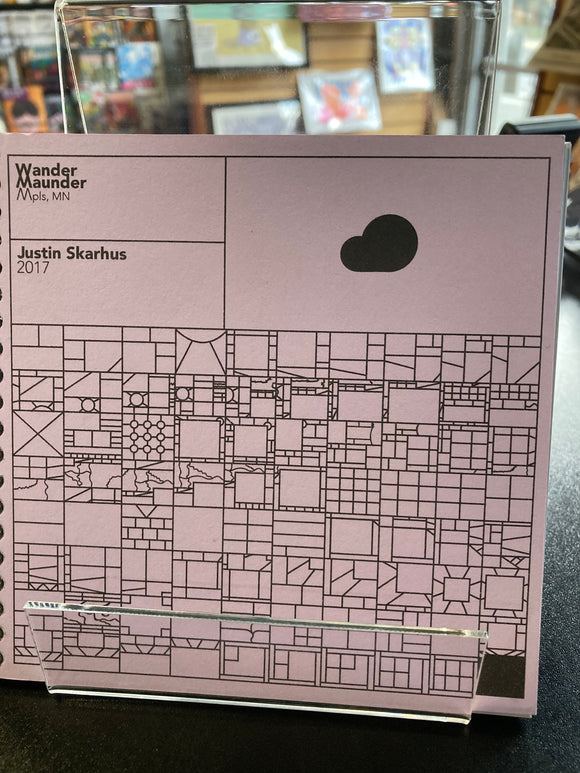 Wander
Maunder
Mpls, MN
Justin Skarhus
2017